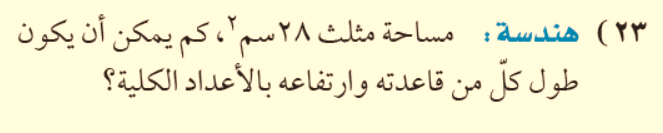 ٢٣) هندسة: مساحة مثلث ٢٨سم٢، كم يمكن أن يكون
طول كلّ من قاعدته وارتفاعه بالأعداد الكلية؟